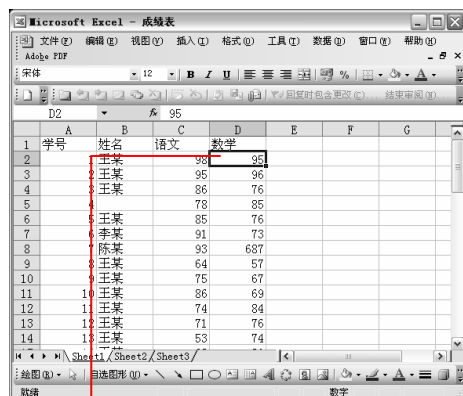 Microsoft Excel - 成绩表
文件(F) 编辑(E) 视图(V) 插入(I) 格式(O) 工具(T) 数据(D) 窗口(W) 帮助(H)
Adobe PDF
宋体 12 B I U
答复时包含更改(C)... 结束审阅(N)...
D2 fx 95
A B C D E F G
1 学号 姓名 语文 数学
2 1 王某 98 95
3 2 王某 95 96
4 3 王某 86 76
5 4 78 85
6 5 王某 85 76
7 6 李某 91 73
8 7 陈某 93 687
9 8 王某 64 57
10 9 王某 75 67
11 10 王某 86 69
12 11 王某 74 84
13 12 王某 71 76
14 13 王某 53 74
Sheet1 Sheet2 Sheet3
绘图(R) 自选图形(U)
就绪 数字